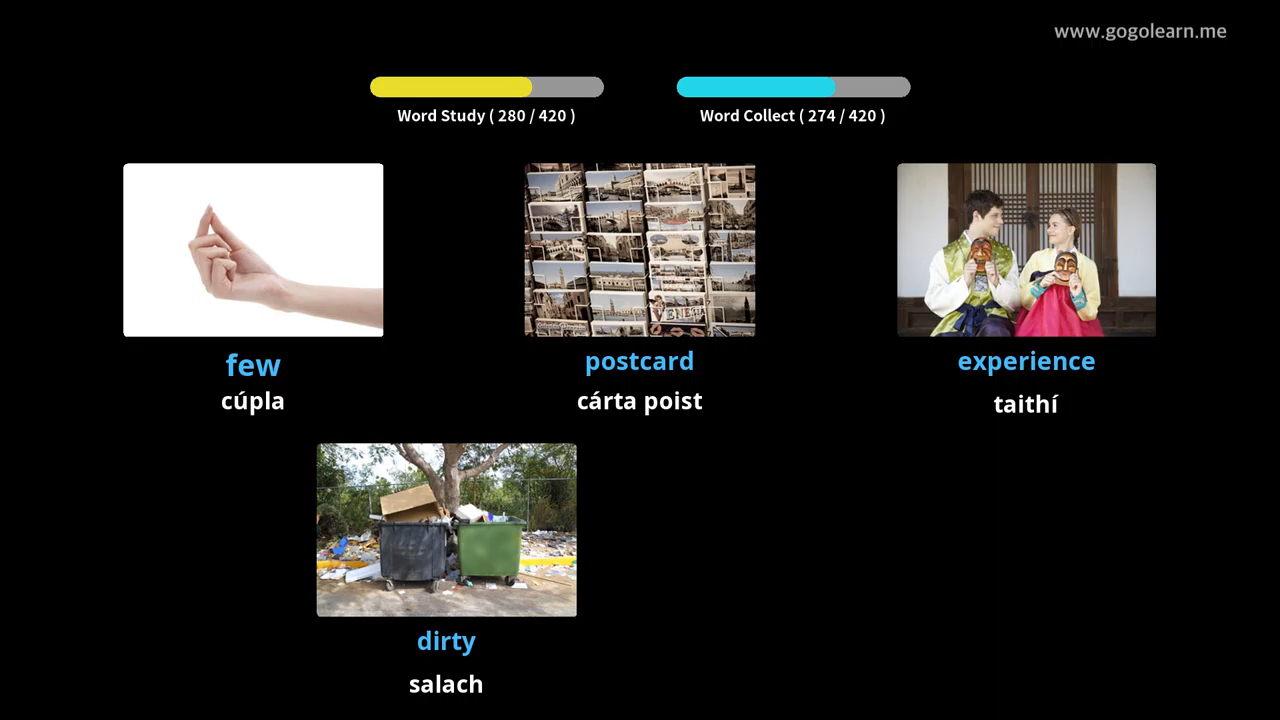 www.gogolearn.me
Word Study ( 280 / 420 )
Word Collect ( 274 / 420 )
few
cúpla
postcard
cárta poist
experience
taithí
VENEZIA
dirty
salach